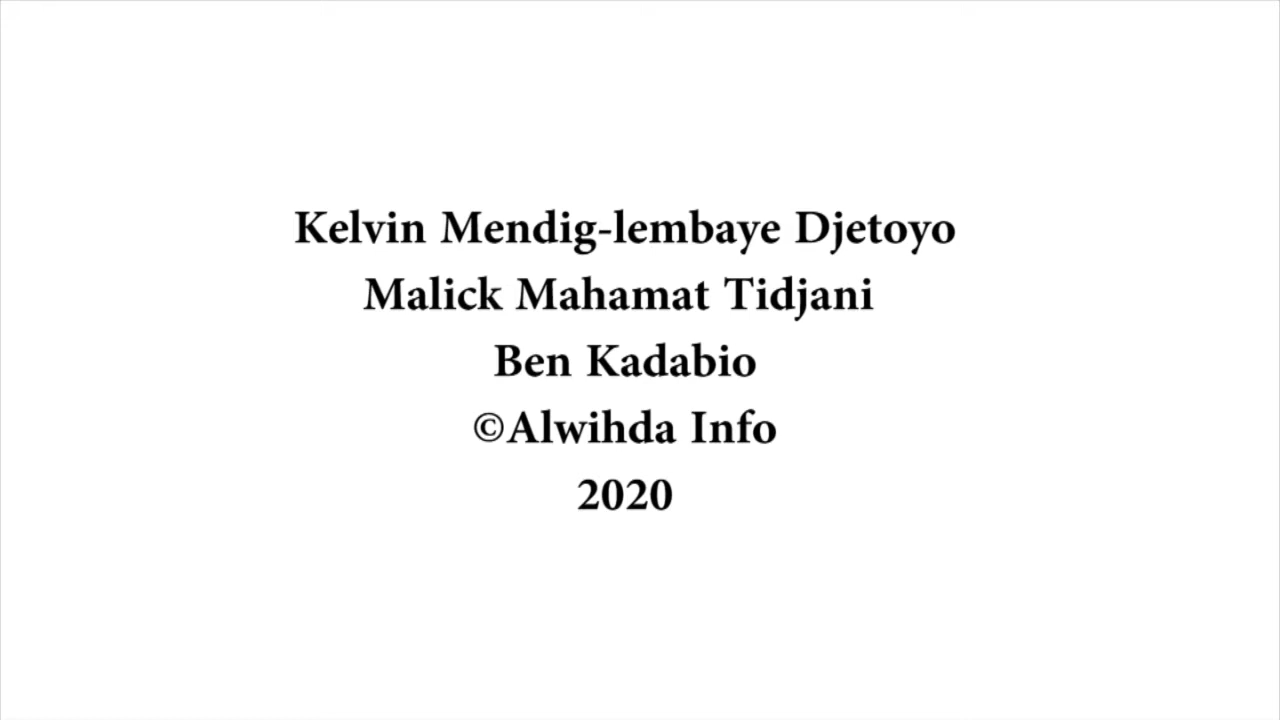 Kelvin Mendig-lembaye Djetoyo
Malick Mahamat Tidjani
Ben Kadabio
©Alwihda Info
2020